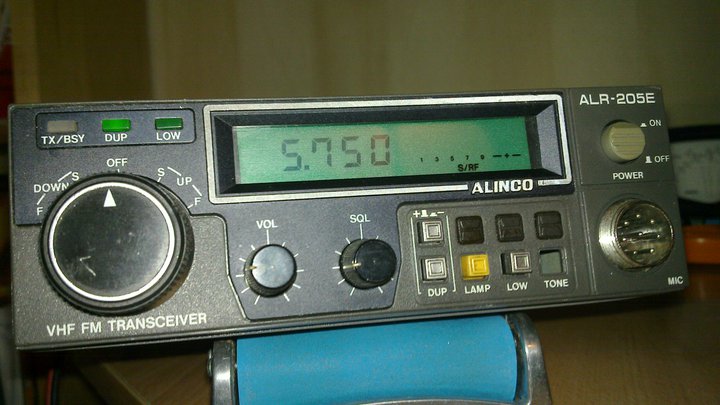 TX/BSY
DUP
LOW
5.750
1 3 5 7 9 -+-
S/RF
ALINCO
ALR-205E
ON
OFF
POWER
OFF
DOWN
S
F
S
UP
F
VOL
SQL
+
-
DUP
LAMP
LOW
TONE
MIC
VHF FM TRANSCEIVER